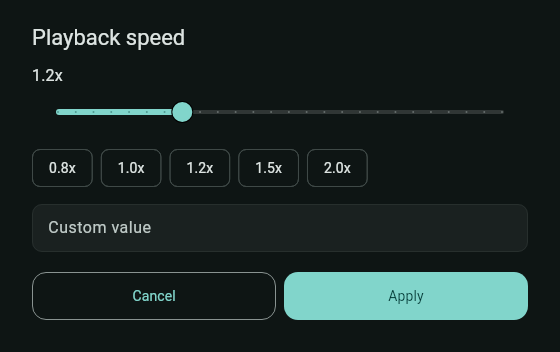 Playback speed
1.2x
0.8x 1.0x 1.2x 1.5x 2.0x
Custom value
Cancel Apply